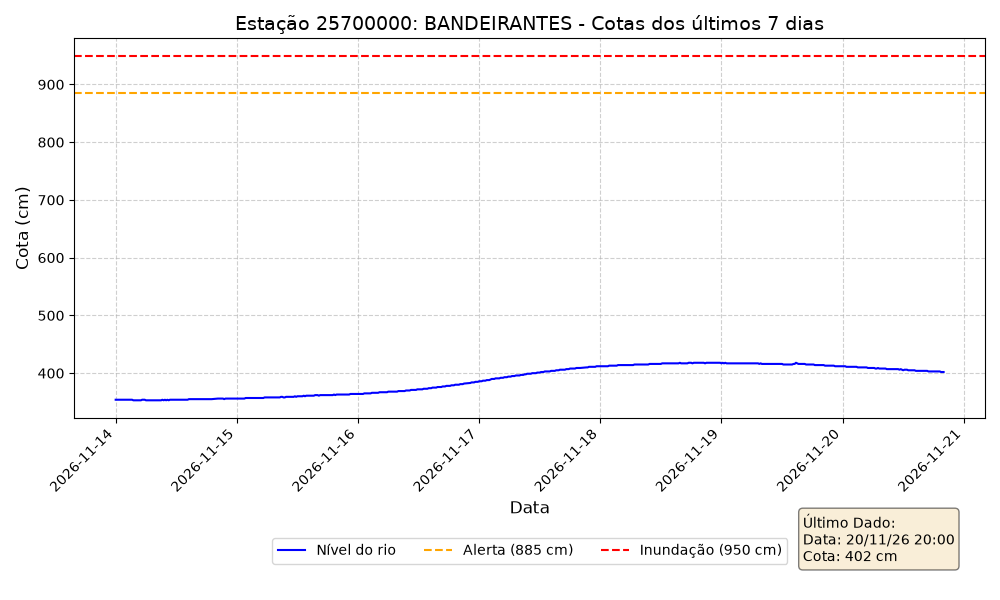 Estação 25700000: BANDEIRANTES - Cotas dos últimos 7 dias
Cota (cm)
900
800
700
600
500
400
2026-11-14
2026-11-15
2026-11-16
2026-11-17
2026-11-18
2026-11-19
2026-11-20
2026-11-21
Data
Nível do rio
Alerta (885 cm)
Inundação (950 cm)
Último Dado:
Data: 20/11/26 20:00
Cota: 402 cm